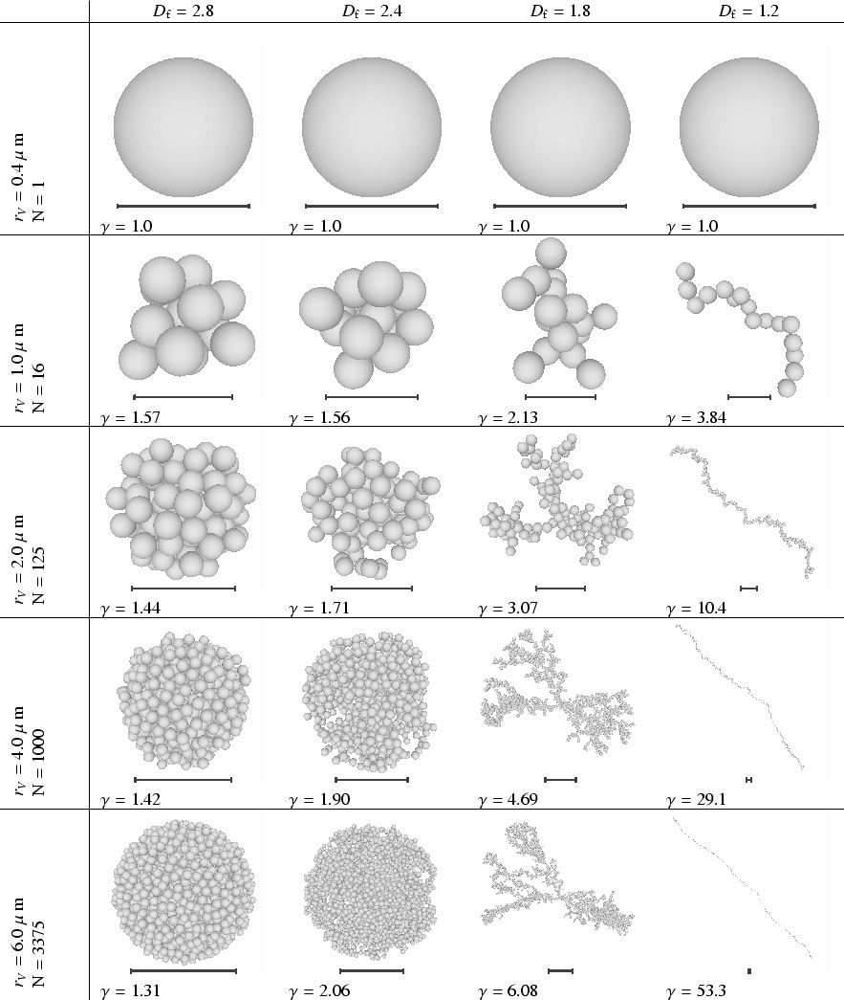 D_f = 2.8 D_f = 2.4 D_f = 1.8 D_f = 1.2
r_V = 0.4 μ m
N = 1
γ = 1.0 γ = 1.0 γ = 1.0 γ = 1.0
r_V = 1.0 μ m
N = 16
γ = 1.57 γ = 1.56 γ = 2.13 γ = 3.84
r_V = 2.0 μ m
N = 125
γ = 1.44 γ = 1.71 γ = 3.07 γ = 10.4
r_V = 4.0 μ m
N = 1000
γ = 1.42 γ = 1.90 γ = 4.69 γ = 29.1
r_V = 6.0 μ m
N = 3375
γ = 1.31 γ = 2.06 γ = 6.08 γ = 53.3